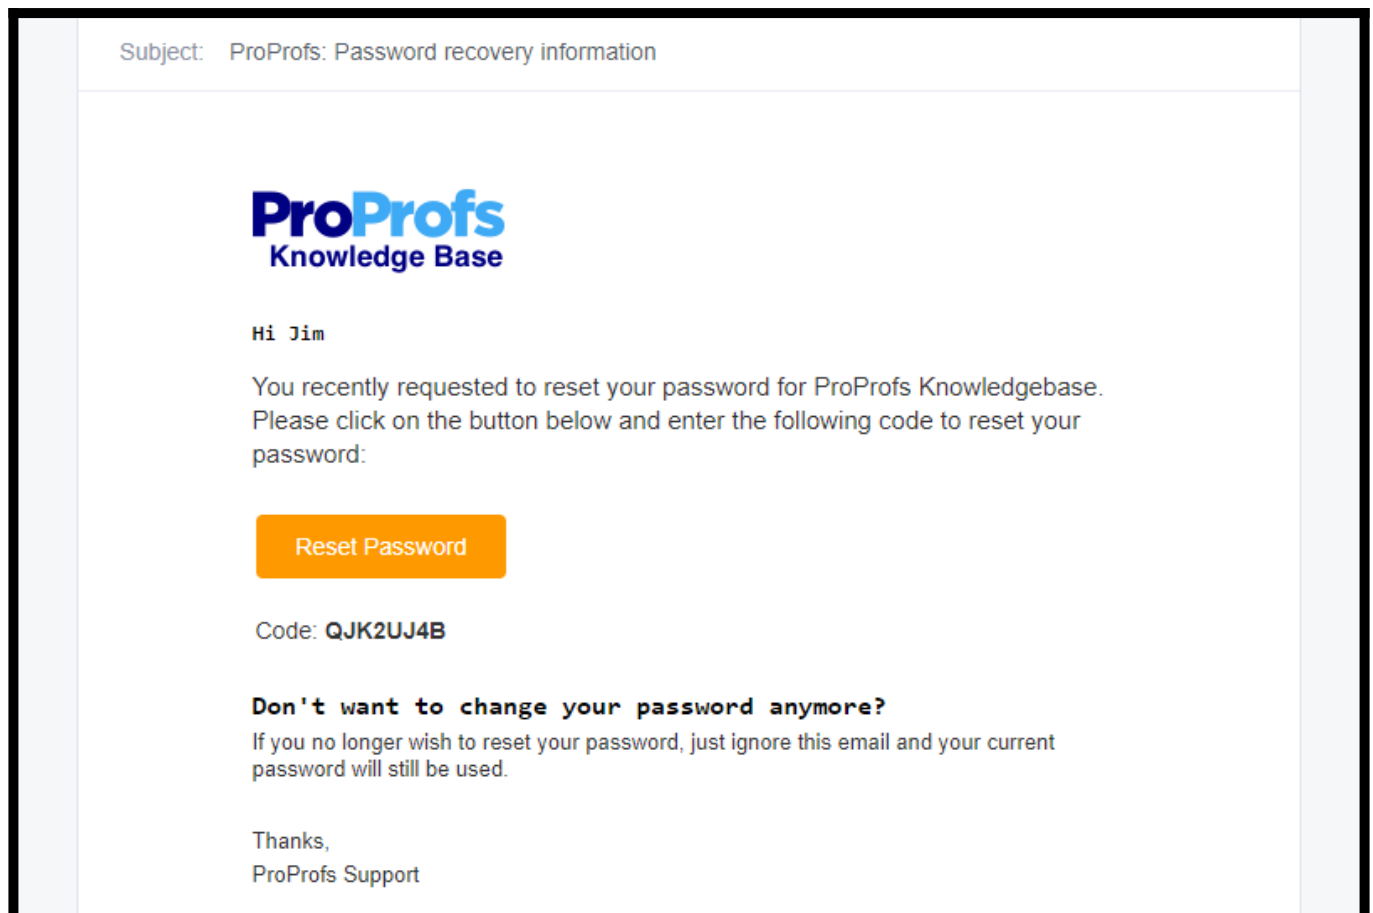 Subject: ProProfs: Password recovery information
ProProfs
Knowledge Base
Hi Jim
You recently requested to reset your password for ProProfs Knowledgebase.
Please click on the button below and enter the following code to reset your
password:
Reset Password
Code: QJK2UJ4B
Don't want to change your password anymore?
If you no longer wish to reset your password, just ignore this email and your current
password will still be used.
Thanks,
ProProfs Support